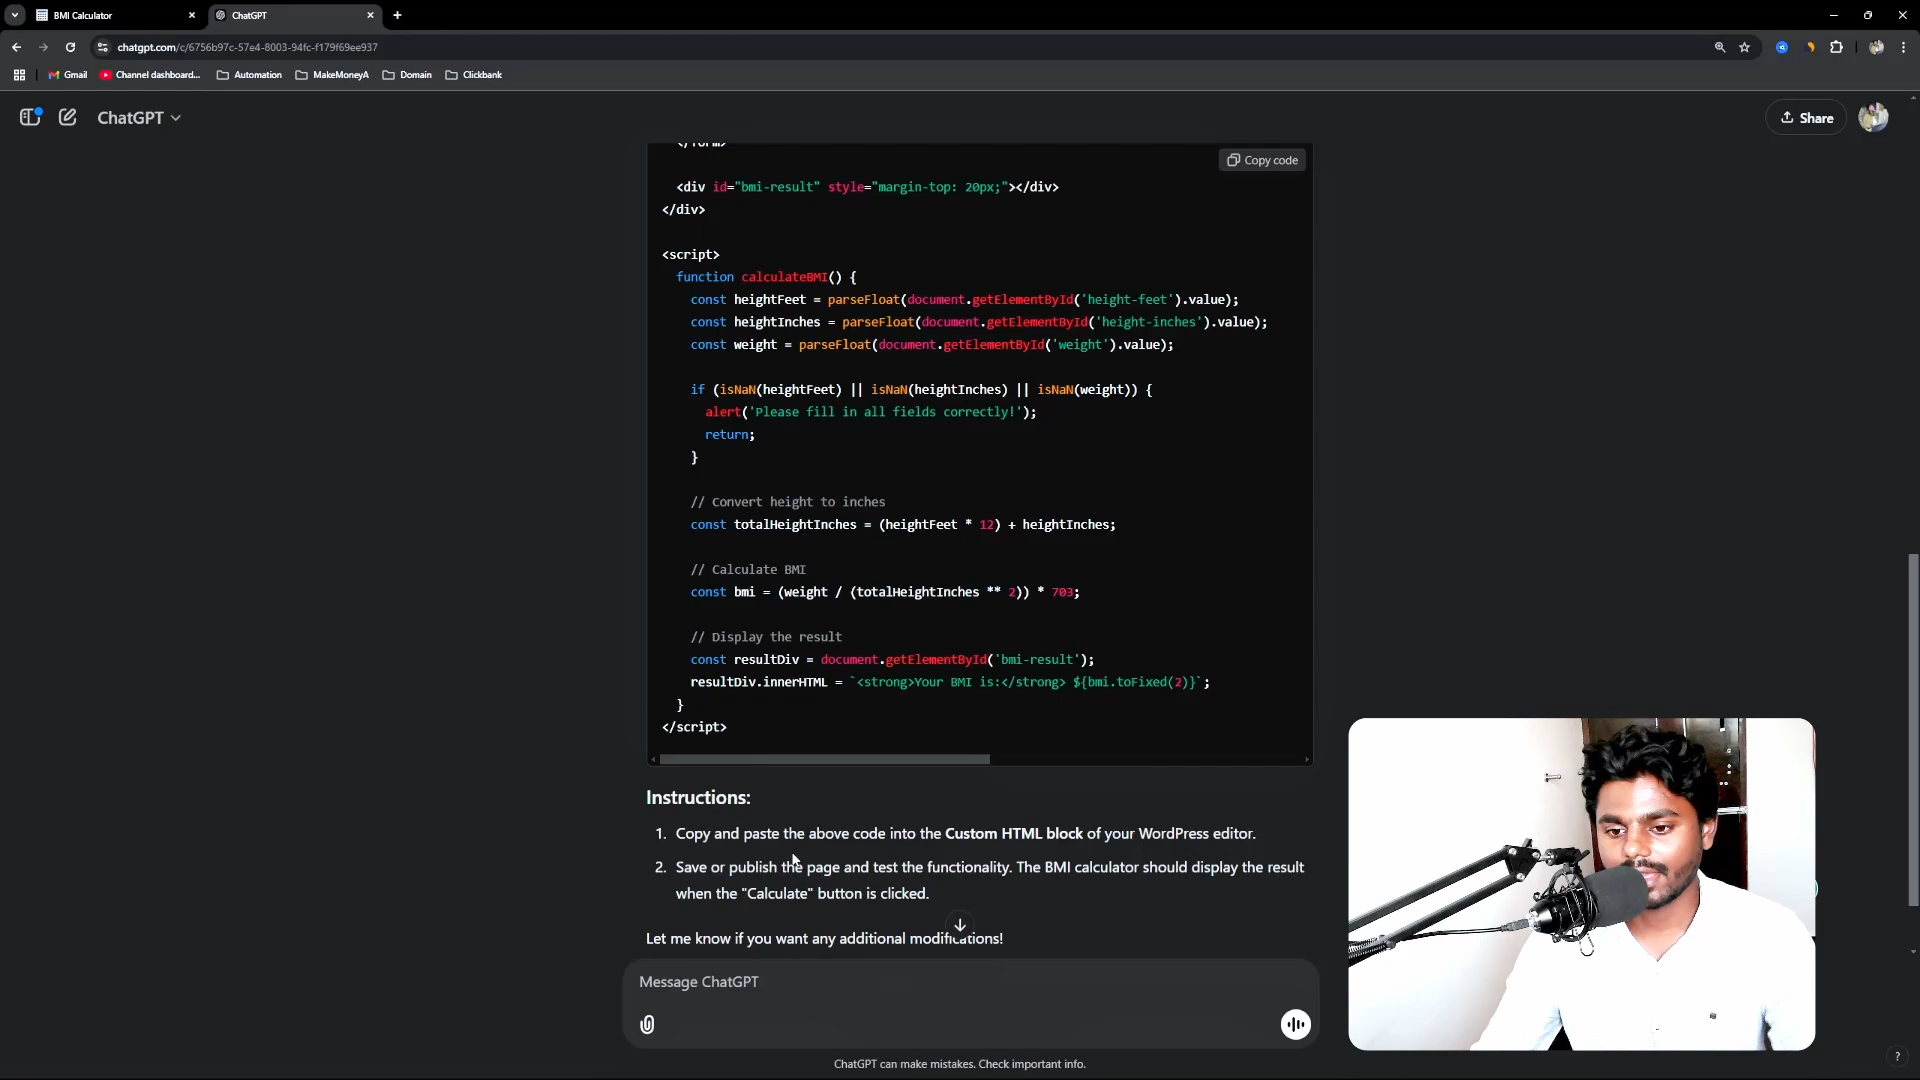 BMI Calculator
ChatGPT
chatgpt.com/c/6756b97c-57e4-8003-94fc-f179f69ee937
Gmail
Channel dashboard...
Automation
MakeMoneyA
Domain
Clickbank
ChatGPT
Share
</form>
Copy code
<div id="bmi-result" style="margin-top: 20px;"></div>
</div>
<script>
function calculateBMI() {
const heightFeet = parseFloat(document.getElementById('height-feet').value);
const heightInches = parseFloat(document.getElementById('height-inches').value);
const weight = parseFloat(document.getElementById('weight').value);
if (isNaN(heightFeet) || isNaN(heightInches) || isNaN(weight)) {
alert('Please fill in all fields correctly!');
return;
}
// Convert height to inches
const totalHeightInches = (heightFeet * 12) + heightInches;
// Calculate BMI
const bmi = (weight / (totalHeightInches ** 2)) * 703;
// Display the result
const resultDiv = document.getElementById('bmi-result');
resultDiv.innerHTML = `<strong>Your BMI is:</strong> ${bmi.toFixed(2)}`;
}
</script>
Instructions:
1. Copy and paste the above code into the Custom HTML block of your WordPress editor.
2. Save or publish the page and test the functionality. The BMI calculator should display the result
when the "Calculate" button is clicked.
Let me know if you want any additional modifications!
Message ChatGPT
ChatGPT can make mistakes. Check important info.
?